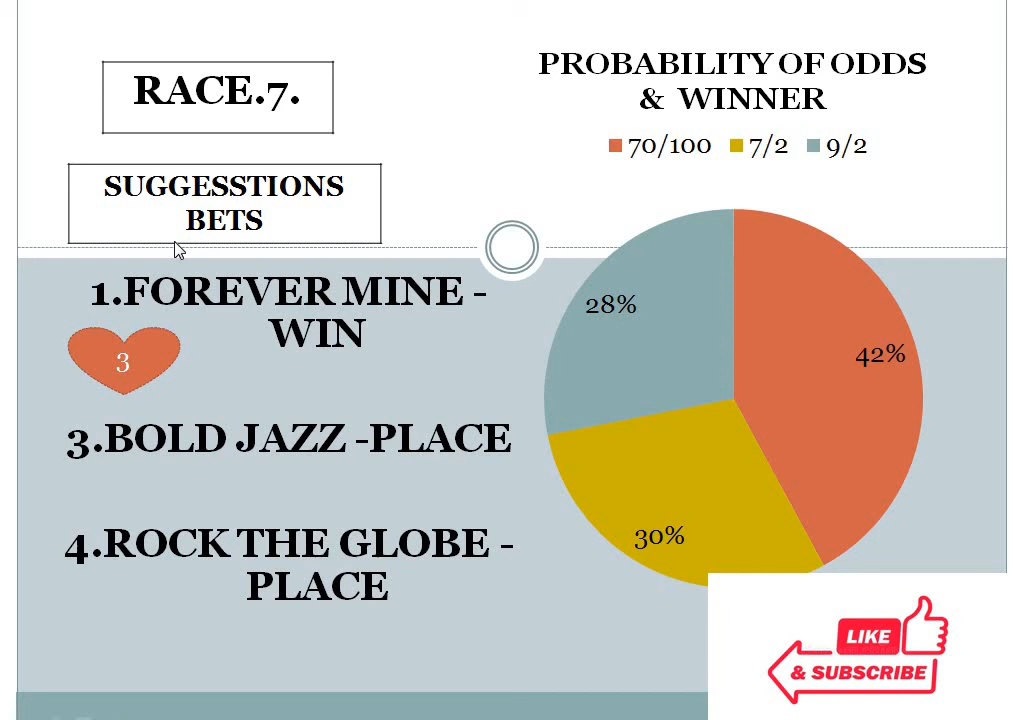 RACE.7.
SUGGESSTIONS
BETS
1.FOREVER MINE -
WIN
3
3.BOLD JAZZ -PLACE
4.ROCK THE GLOBE -
PLACE
PROBABILITY OF ODDS
& WINNER
70/100 7/2 9/2
28%
42%
30%
LIKE
& SUBSCRIBE